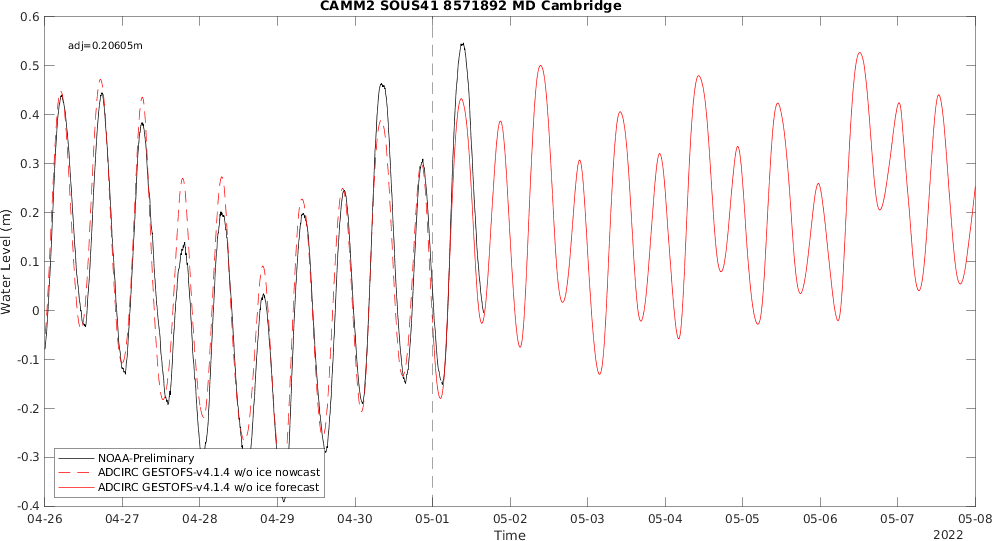 CAMM2 SOUS41 8571892 MD Cambridge
adj=0.20605m
0.6
0.5
0.4
0.3
0.2
0.1
0
-0.1
-0.2
-0.3
-0.4
Water Level (m)
NOAA-Preliminary
ADCIRC GESTOFS-v4.1.4 w/o ice nowcast
ADCIRC GESTOFS-v4.1.4 w/o ice forecast
04-26 04-27 04-28 04-29 04-30 05-01 05-02 05-03 05-04 05-05 05-06 05-07 05-08
Time
2022